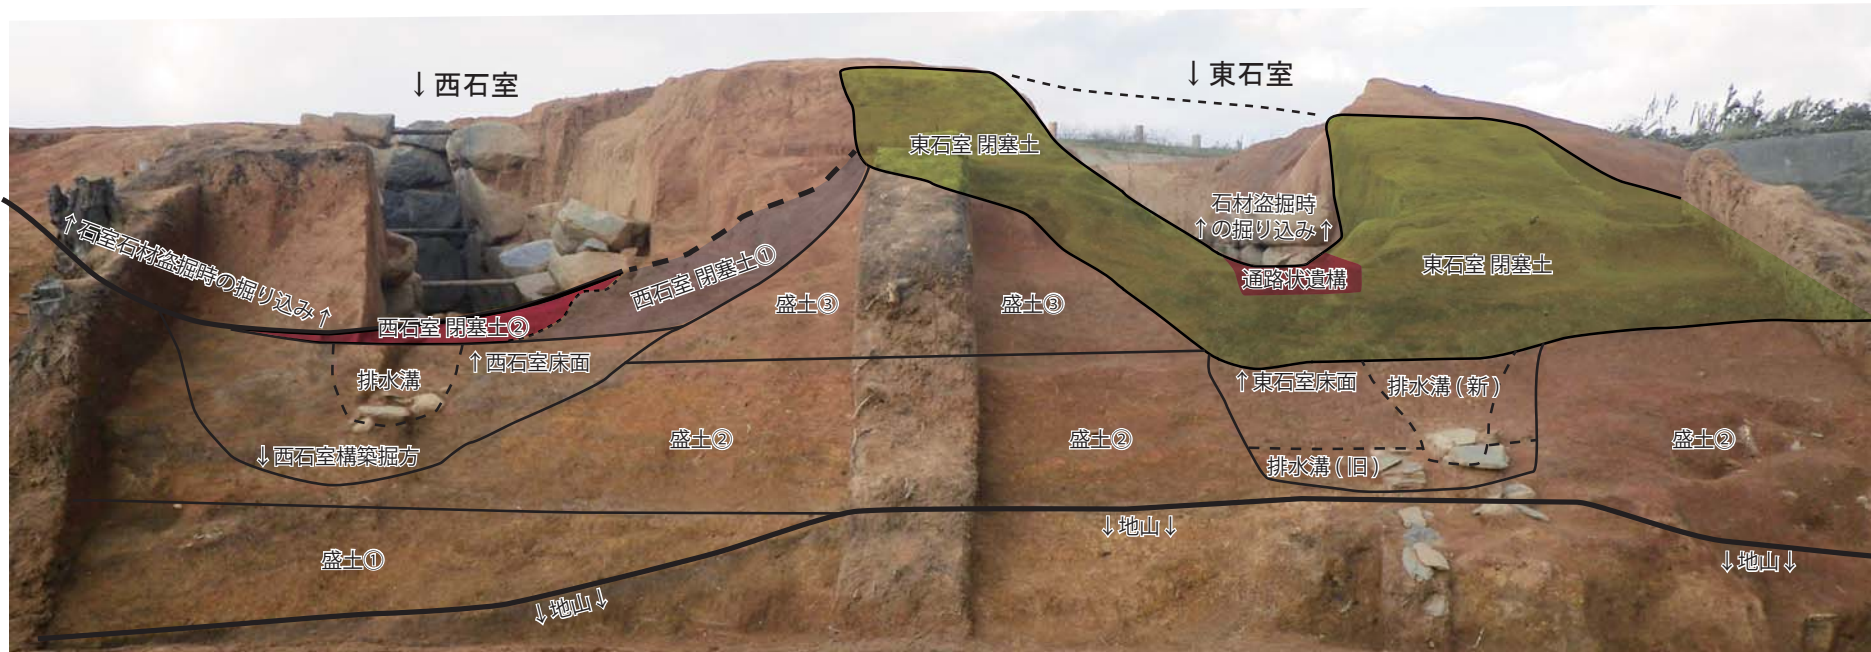 ↓西石室
↓東石室
東石室 閉塞土
石材盗掘時
↑の掘り込み↑
↑石室石材盗掘時の掘り込み↑
西石室 閉塞土①
東石室 閉塞土
通路状遺構
盛土③
盛土③
西石室 閉塞土②
↑西石室床面
排水溝
↑東石室床面
排水溝(新)
盛土②
盛土②
盛土②
↓西石室構築掘方
排水溝(旧)
↓地山↓
盛土①
↓地山↓
↓地山↓